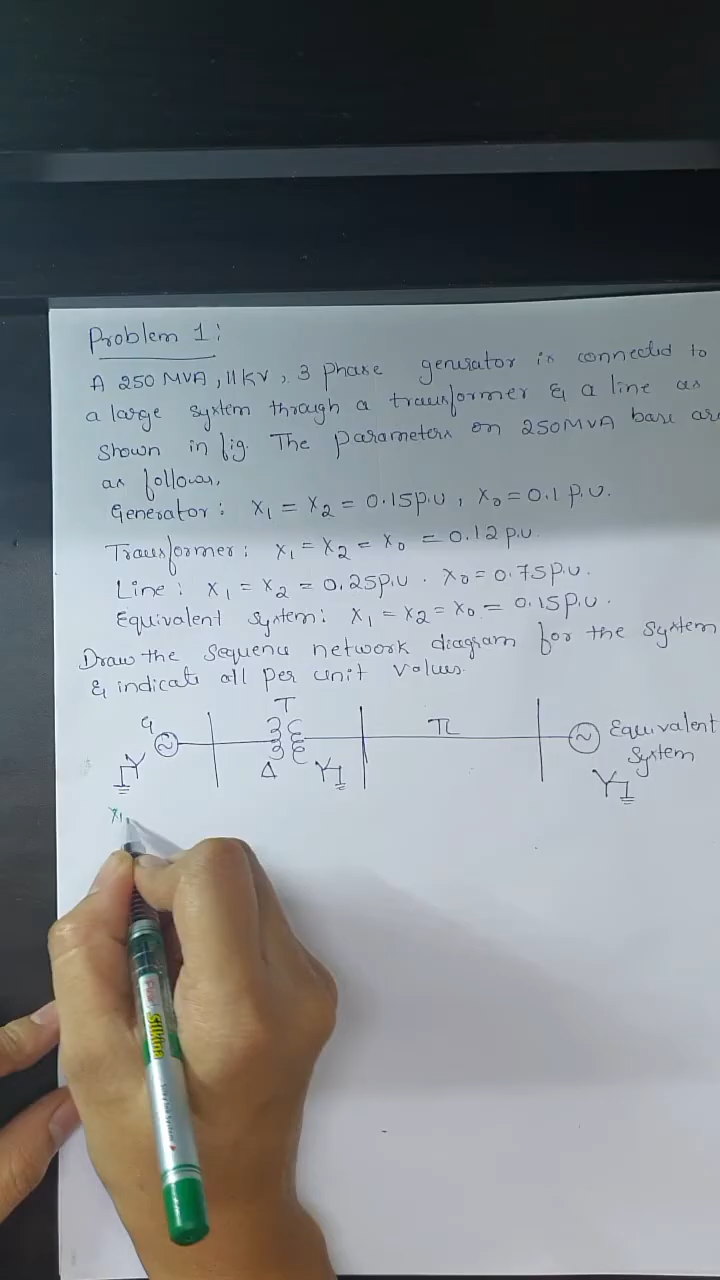 Problem 1:
A 250 MVA, 11KV, 3 Phase generator is connected to
a large system through a transformer & a line as
shown in fig. The parameters on 250MVA base are
as follows,
Generator: X1 = X2 = 0.15P.U, X0 = 0.1 P.U.
Transformer: X1 = X2 = X0 = 0.12 P.U.
Line: X1 = X2 = 0.25P.U. X0 = 0.75P.U.
Equivalent System: X1 = X2 = X0 = 0.15P.U.
Draw the sequence network diagram for the system
& indicate all Per unit values.
G T TL Equivalent
System
Δ
X1
Silkina